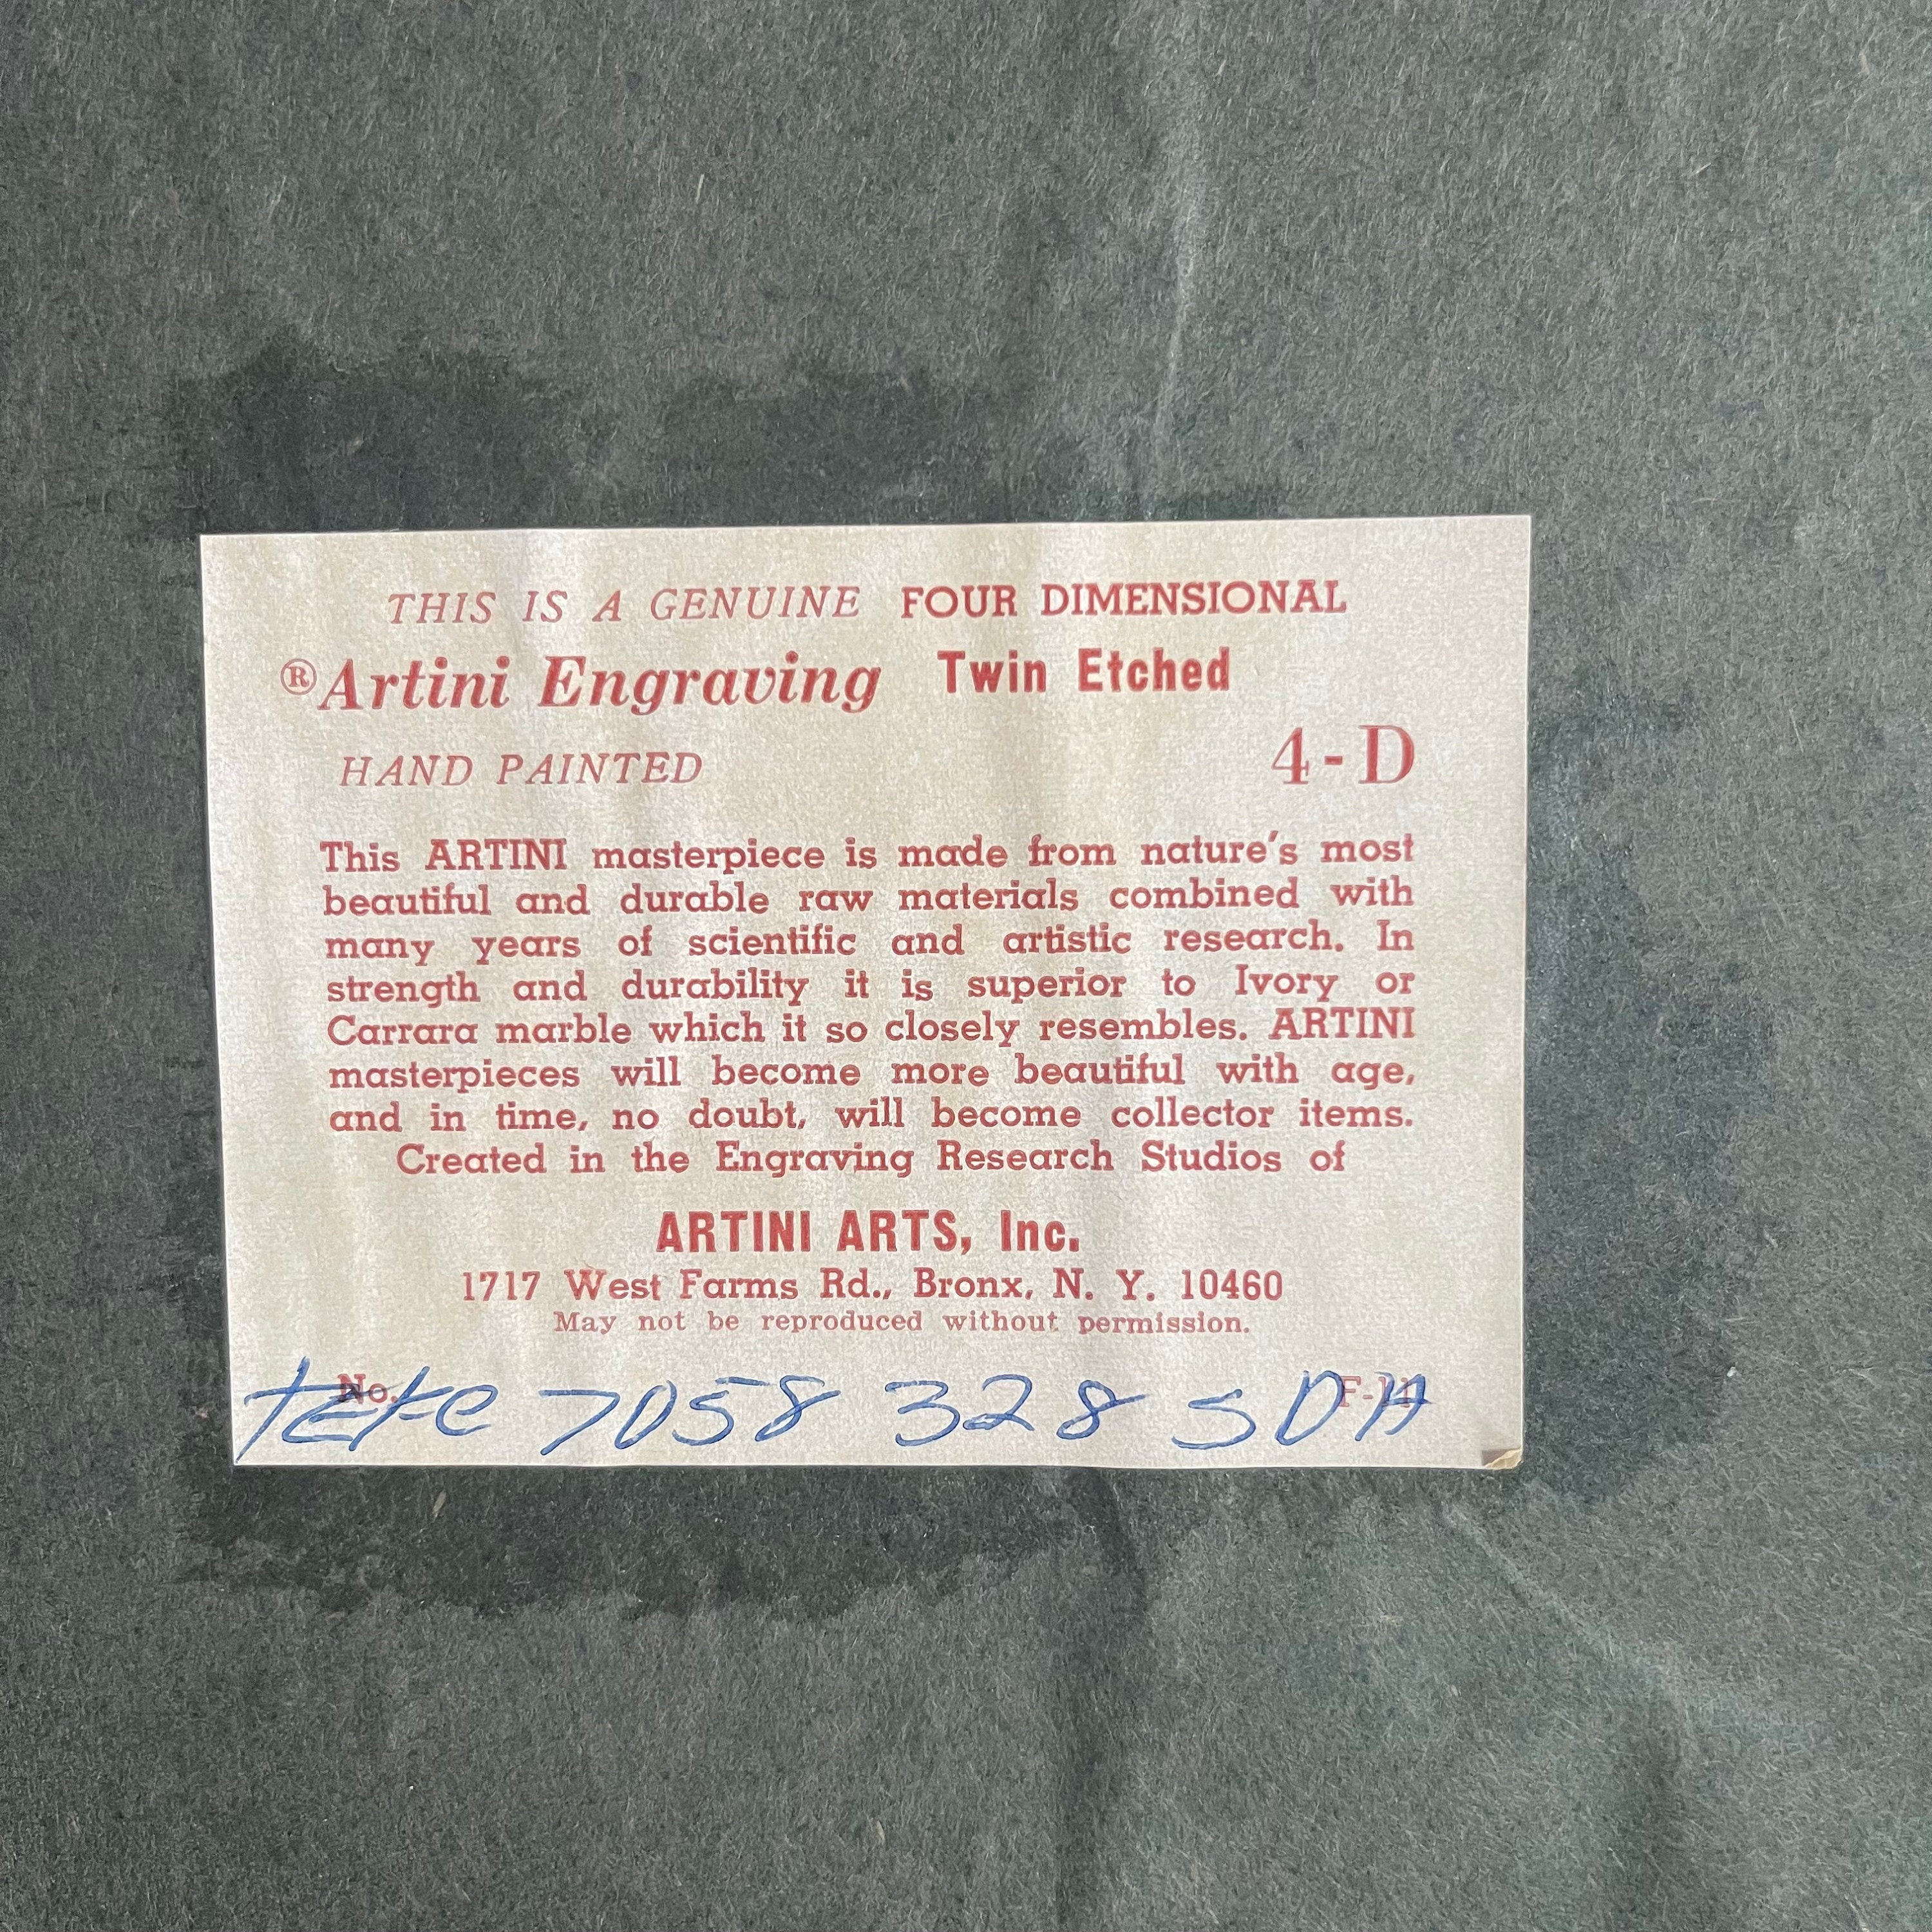 THIS IS A GENUINE FOUR DIMENSIONAL
®Artini Engraving Twin Etched
HAND PAINTED 4-D
This ARTINI masterpiece is made from nature's most
beautiful and durable raw materials combined with
many years of scientific and artistic research. In
strength and durability it is superior to Ivory or
Carrara marble which it so closely resembles. ARTINI
masterpieces will become more beautiful with age,
and in time, no doubt, will become collector items.
Created in the Engraving Research Studios of
ARTINI ARTS, Inc.
1717 West Farms Rd., Bronx, N. Y. 10460
May not be reproduced without permission.
No.
7058 328 SDA